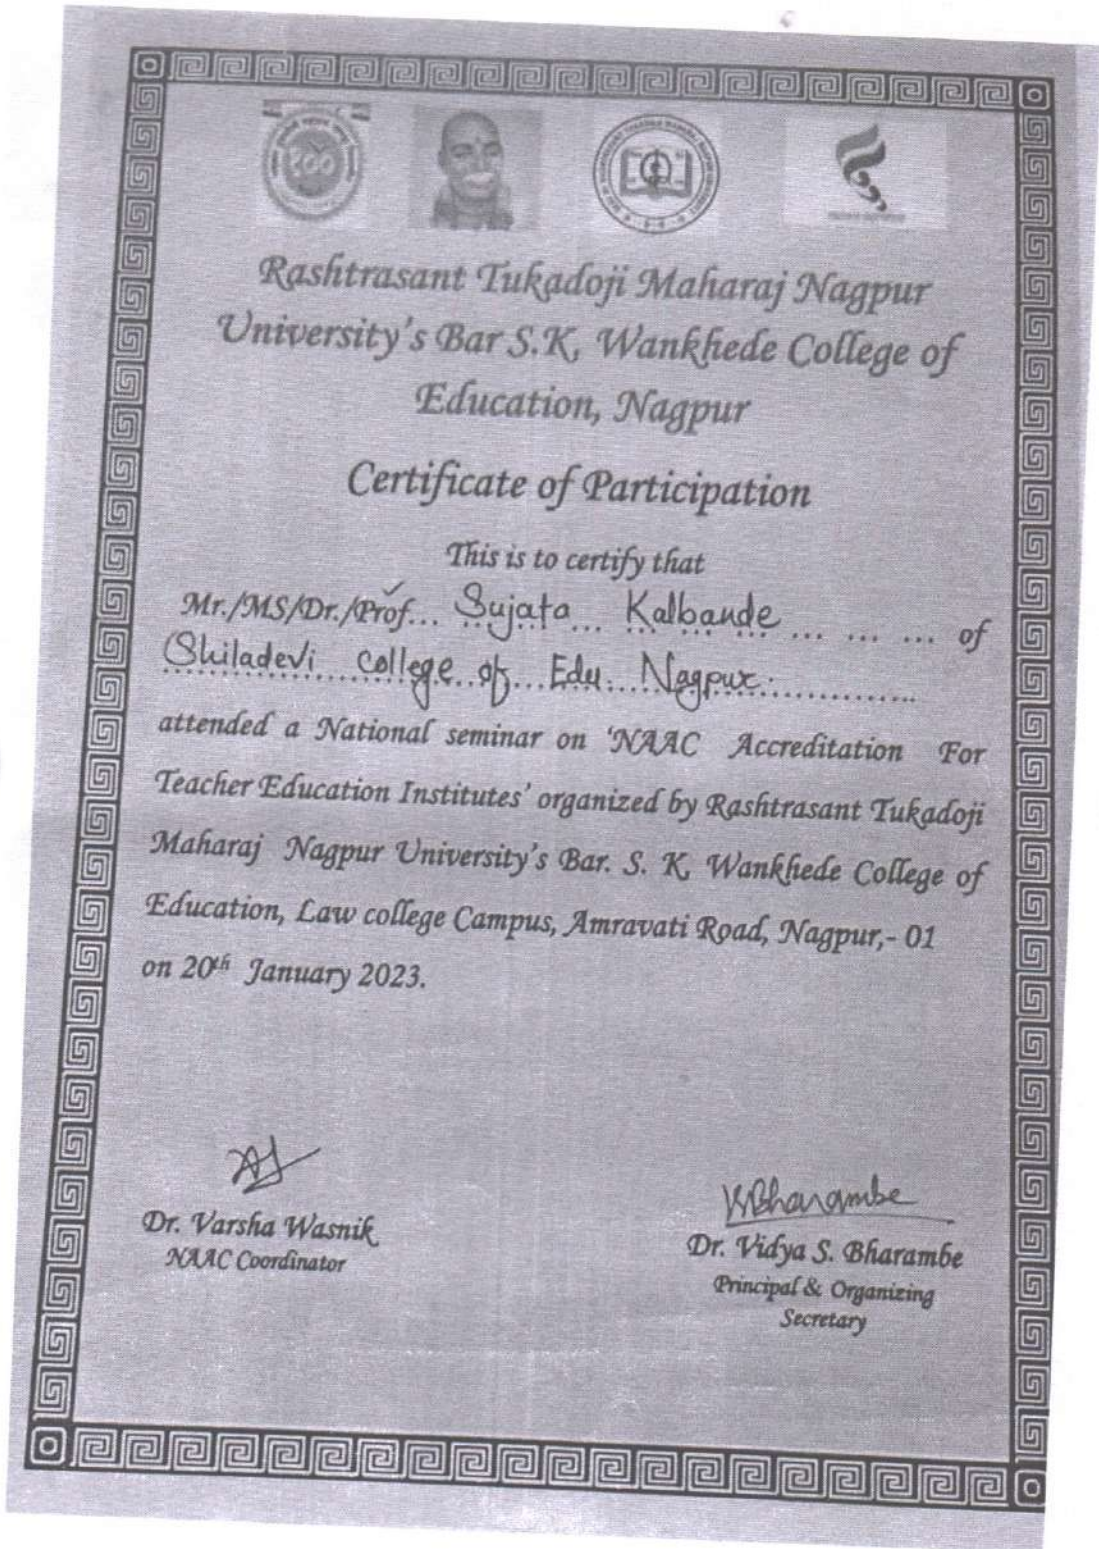 Rashtrasant Tukadoji Maharaj Nagpur
University's Bar S.K, Wankhede College of
Education, Nagpur
Certificate of Participation
This is to certify that
Mr./MS/Dr./Prof... Sujata... Kalbande ... ... ... of
Shiladevi college of Edu. Nagpur.
attended a National seminar on 'NAAC Accreditation For
Teacher Education Institutes' organized by Rashtrasant Tukadoji
Maharaj Nagpur University's Bar. S. K, Wankhede College of
Education, Law college Campus, Amravati Road, Nagpur,- 01
on 20th January 2023.
VSBharambe
Dr. Varsha Wasnik
NAAC Coordinator
Dr. Vidya S. Bharambe
Principal & Organizing
Secretary